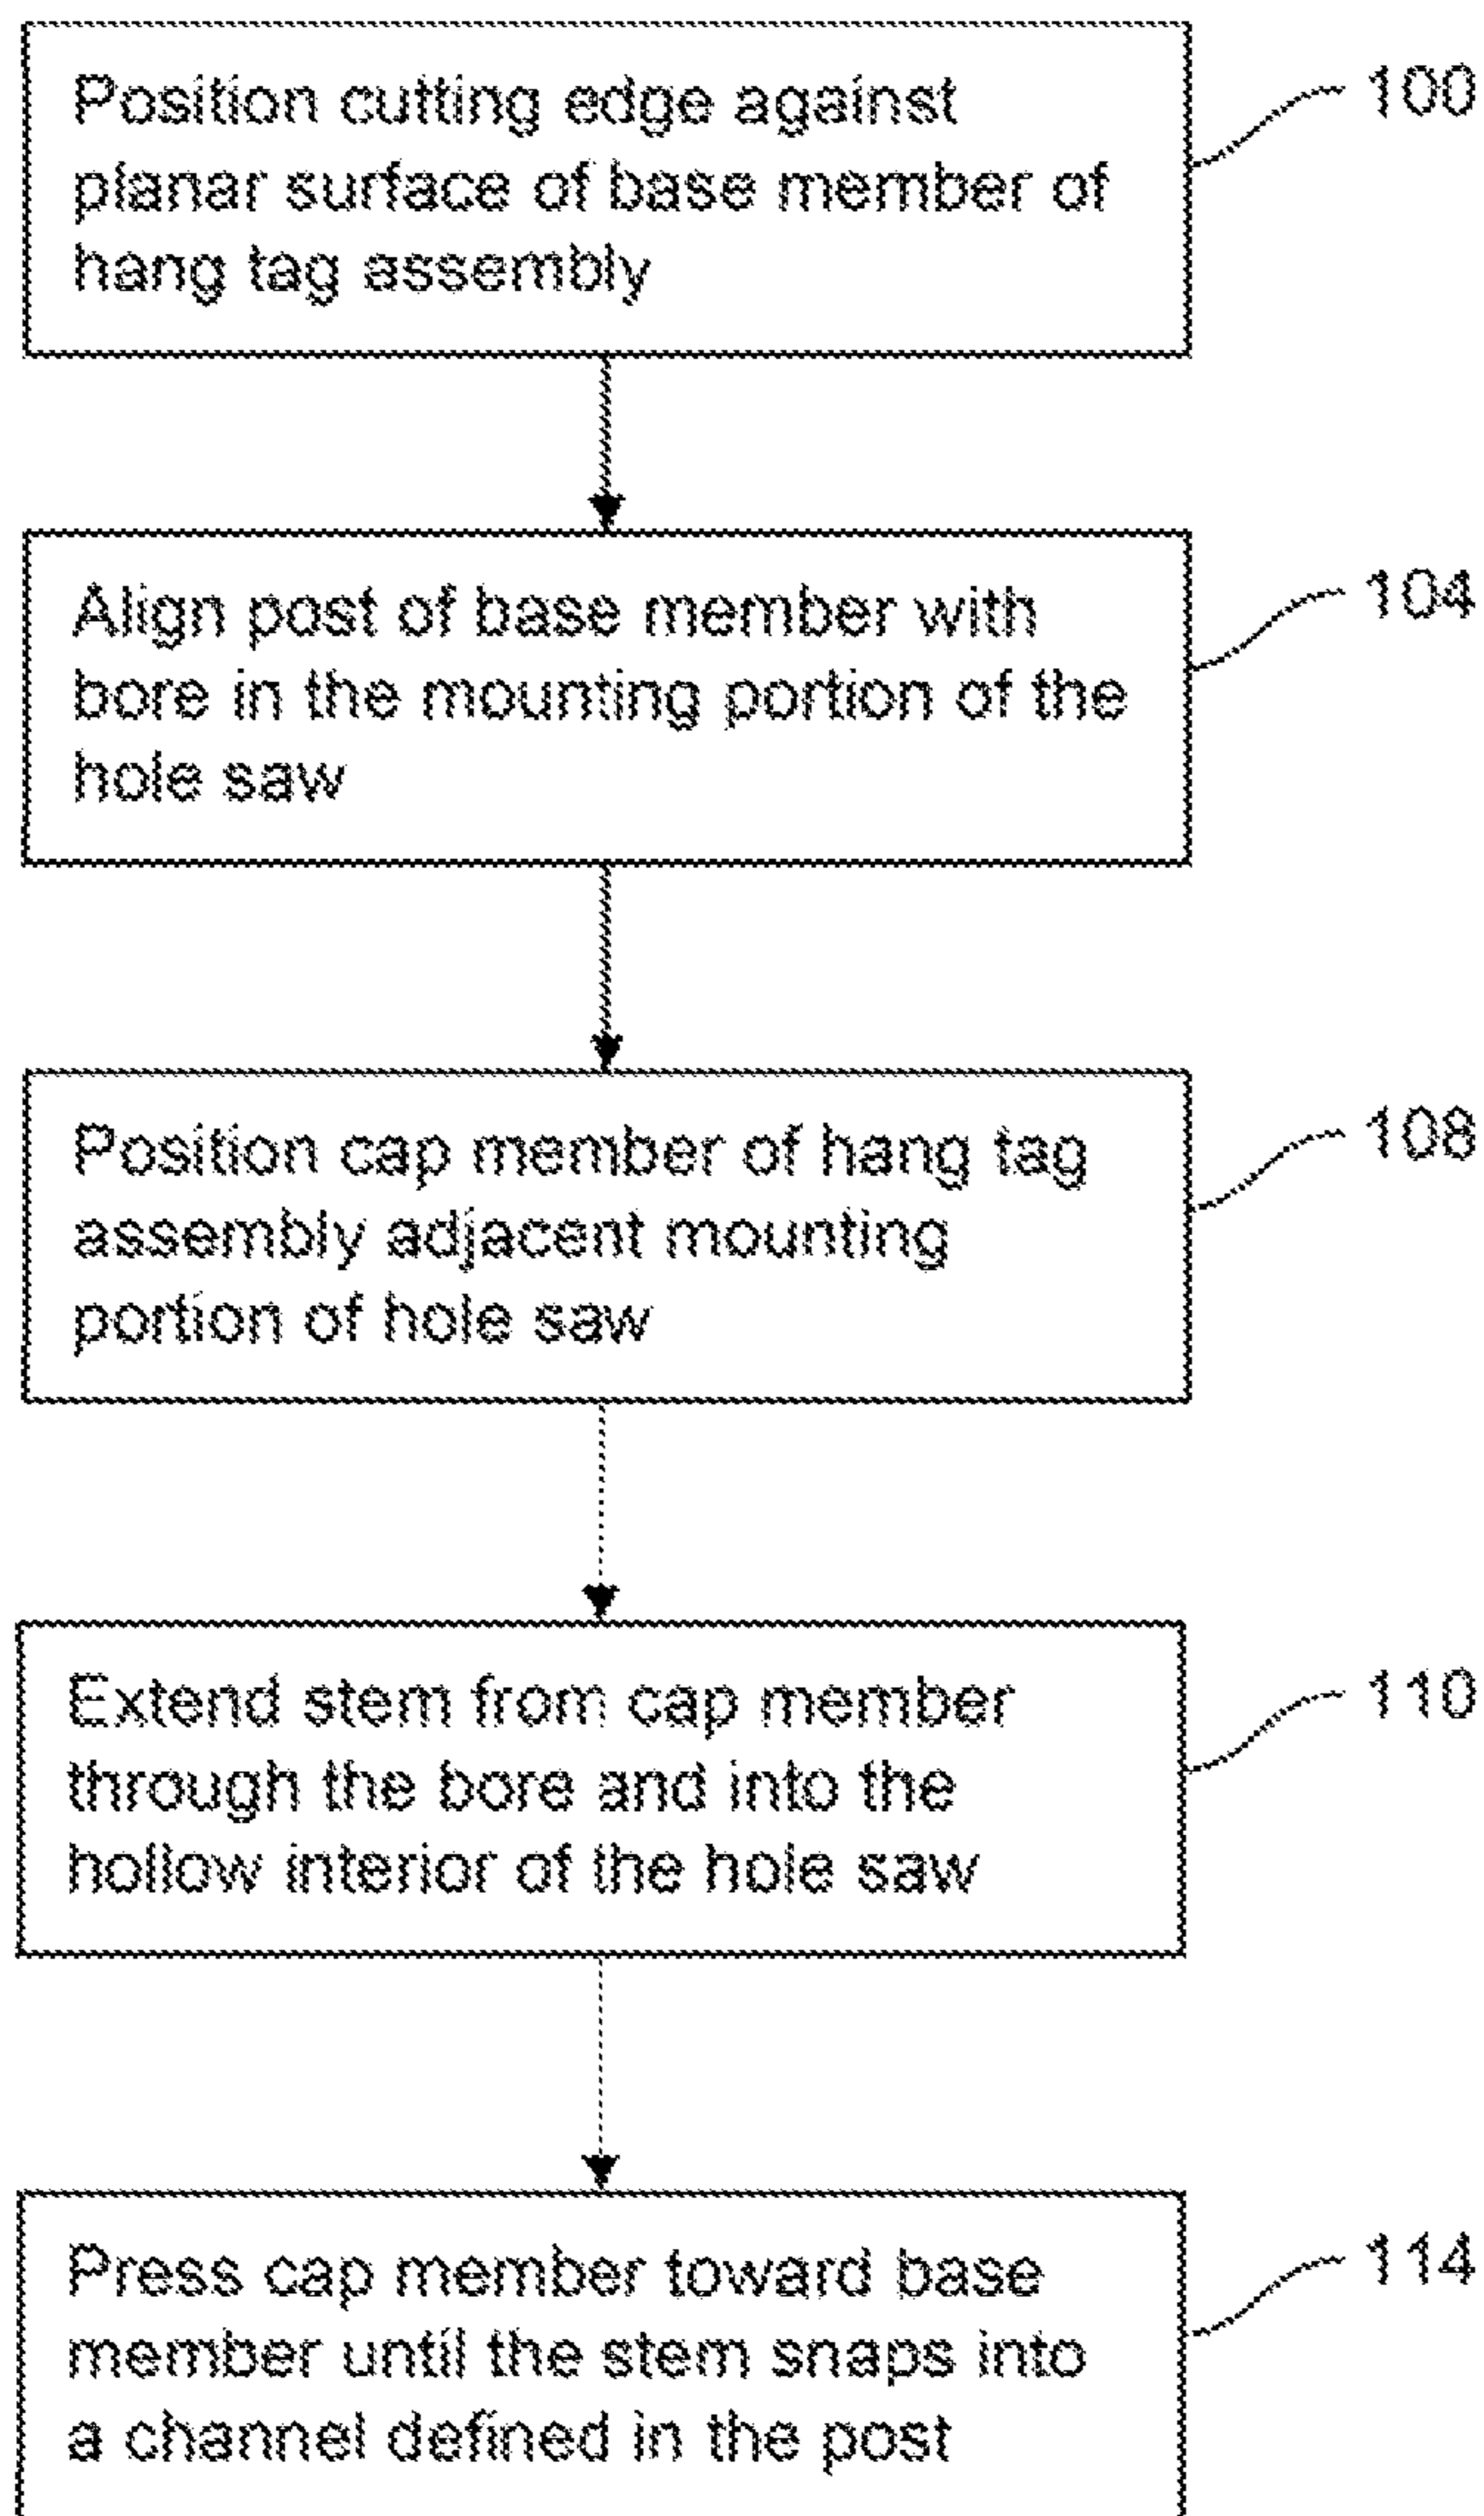 Position cutting edge against
planar surface of base member of
hang tag assembly
100
Align post of base member with
bore in the mounting portion of the
hole saw
104
Position cap member of hang tag
assembly adjacent mounting
portion of hole saw
108
Extend stem from cap member
through the bore and into the
hollow interior of the hole saw
110
Press cap member toward base
member until the stem snaps into
a channel defined in the post
114